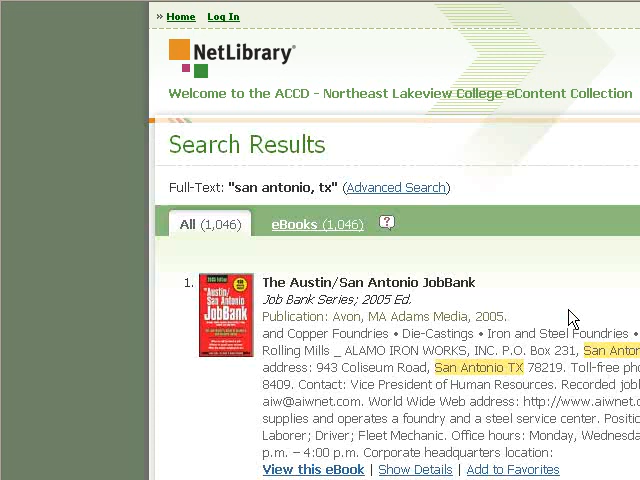 » Home Log In
NetLibrary®
Welcome to the ACCD - Northeast Lakeview College eContent Collection
Search Results
Full-Text: "san antonio, tx" (Advanced Search)
All (1,046) eBooks (1,046) ?
1. The Austin/San Antonio JobBank
Austin/
San Antonio
JobBank
Job Bank Series; 2005 Ed.
Publication: Avon, MA Adams Media, 2005.
and Copper Foundries • Die-Castings • Iron and Steel Foundries •
Rolling Mills _ ALAMO IRON WORKS, INC. P.O. Box 231, San Anton
address: 943 Coliseum Road, San Antonio TX 78219. Toll-free pho
8409. Contact: Vice President of Human Resources. Recorded jobl
aiw@aiwnet.com. World Wide Web address: http://www.aiwnet.c
supplies and operates a foundry and a steel service center. Positio
Laborer; Driver; Fleet Mechanic. Office hours: Monday, Wednesda
p.m. – 4:00 p.m. Corporate headquarters location:
View this eBook | Show Details | Add to Favorites